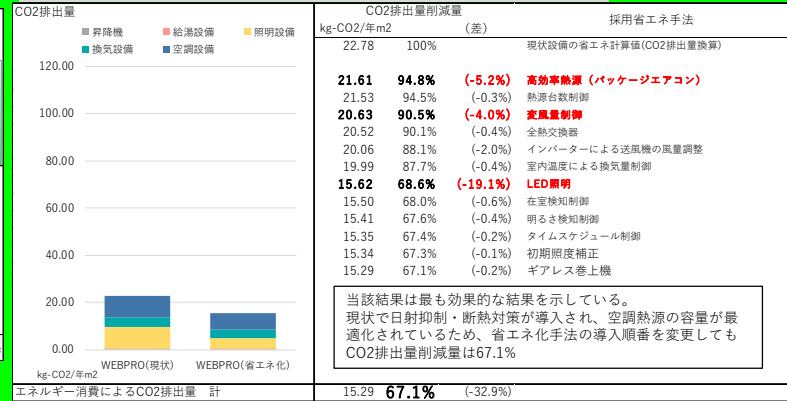 CO2排出量
昇降機 給湯設備 照明設備
換気設備 空調設備
120.00
100.00
80.00
60.00
40.00
20.00
0.00
WEBPRO(現状) WEBPRO(省エネ化)
kg-CO2/年m2
CO2排出量削減量 採用省エネ手法
kg-CO2/年m2 (差)
22.78 100% 現状設備の省エネ計算値(CO2排出量換算)
21.61 94.8% (-5.2%) 高効率熱源（パッケージエアコン）
21.53 94.5% (-0.3%) 熱源台数制御
20.63 90.5% (-4.0%) 変風量制御
20.52 90.1% (-0.4%) 全熱交換器
20.06 88.1% (-2.0%) インバーターによる送風機の風量調整
19.99 87.7% (-0.4%) 室内温度による換気量制御
15.62 68.6% (-19.1%) LED照明
15.50 68.0% (-0.6%) 在室検知制御
15.41 67.6% (-0.4%) 明るさ検知制御
15.35 67.4% (-0.2%) タイムスケジュール制御
15.34 67.3% (-0.1%) 初期照度補正
15.29 67.1% (-0.2%) ギアレス巻上機
当該結果は最も効果的な結果を示している。
現状で日射抑制・断熱対策が導入され、空調熱源の容量が最
適化されているため、省エネ化手法の導入順番を変更しても
CO2排出量削減量は67.1%
エネルギー消費によるCO2排出量 計 15.29 67.1% (-32.9%)